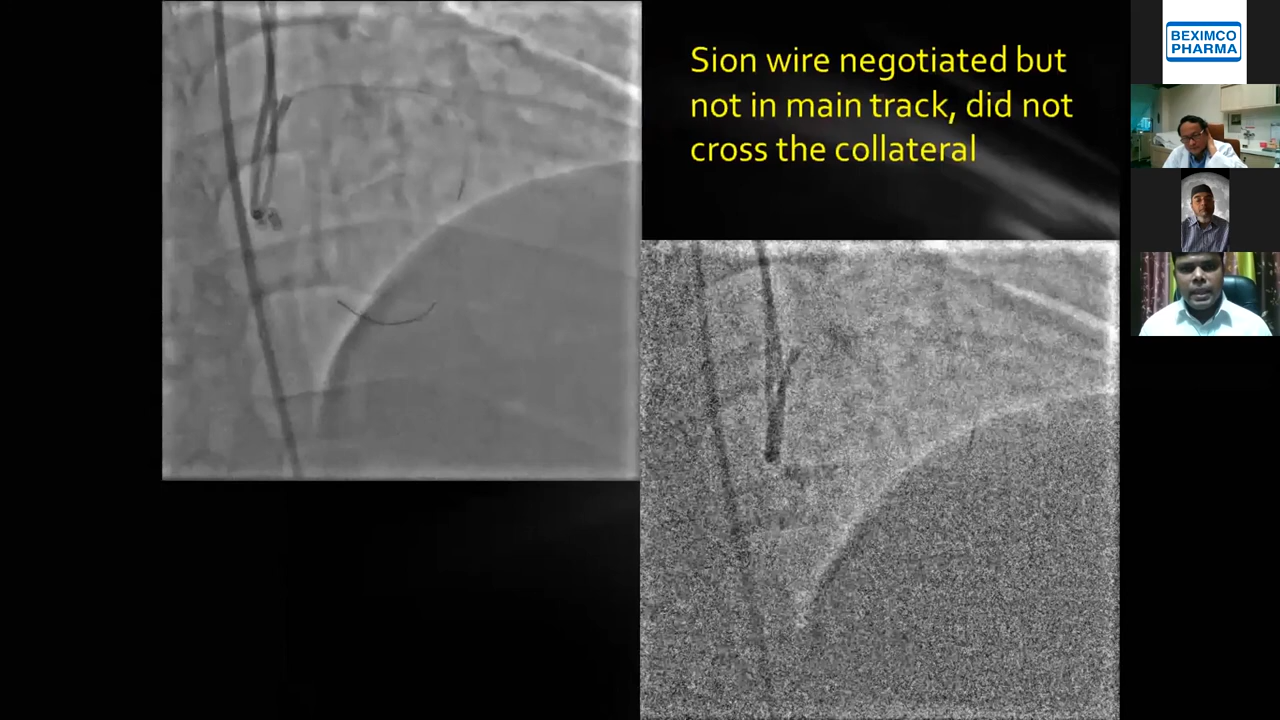 Sion wire negotiated but
not in main track, did not
cross the collateral
BEXIMCO
PHARMA